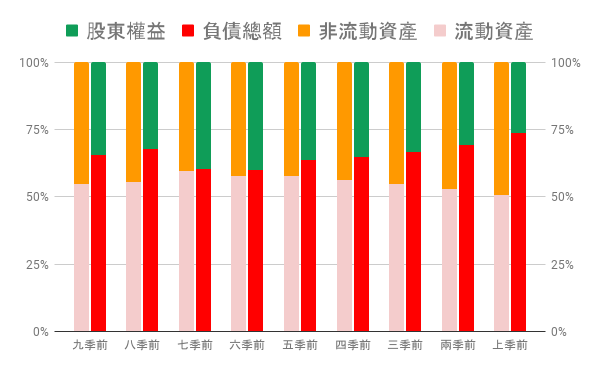 股東權益 負債總額 非流動資產 流動資產
100% 100%
75% 75%
50% 50%
25% 25%
0% 0%
九季前 八季前 七季前 六季前 五季前 四季前 三季前 兩季前 上季前